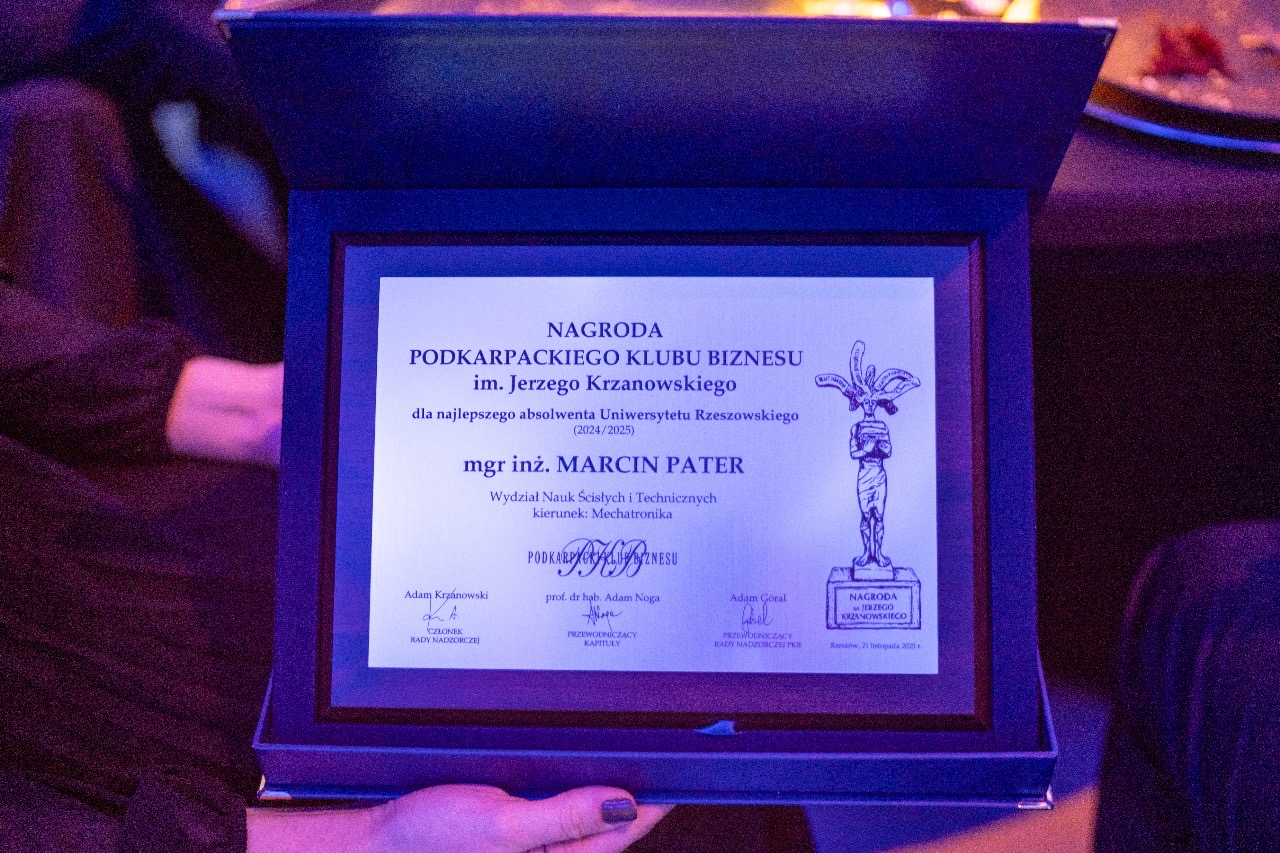 NAGRODA
PODKARPACKIEGO KLUBU BIZNESU
im. Jerzego Krzanowskiego
dla najlepszego absolwenta Uniwersytetu Rzeszowskiego
(2024/2025)
mgr inż. MARCIN PATER
Wydział Nauk Ścisłych i Technicznych
kierunek: Mechatronika
PODKARPACKI KLUB BIZNESU
PKB
Adam Krzanowski
CZŁONEK
RADY NADZORCZEJ
prof. dr hab. Adam Noga
PRZEWODNICZĄCY
KAPITUŁY
Adam Góral
PRZEWODNICZĄCY
RADY NADZORCZEJ PKB
NAGRODA
IM. JERZEGO
KRZANOWSKIEGO
Rzeszów, 21 listopada 2025 r.